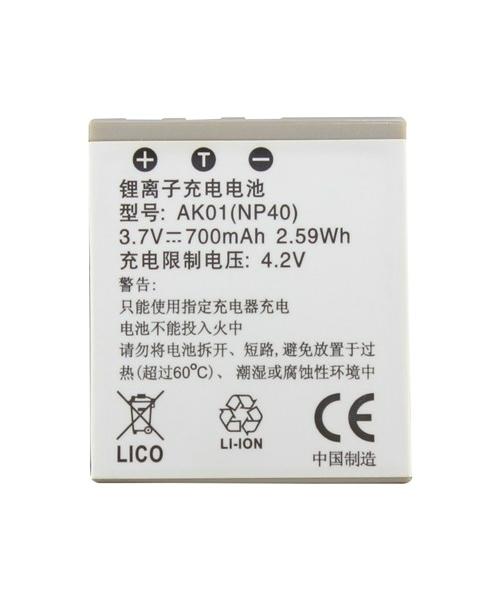 + T −
锂离子充电电池
型号: AK01(NP40)
3.7V⎓700mAh 2.59Wh
充电限制电压: 4.2V
警告:
只能使用指定充电器充电
电池不能投入火中
请勿将电池拆开、短路,避免放置于过
热(超过60℃)、潮湿或腐蚀性环境中
LICO
LI-ION
CE
中国制造